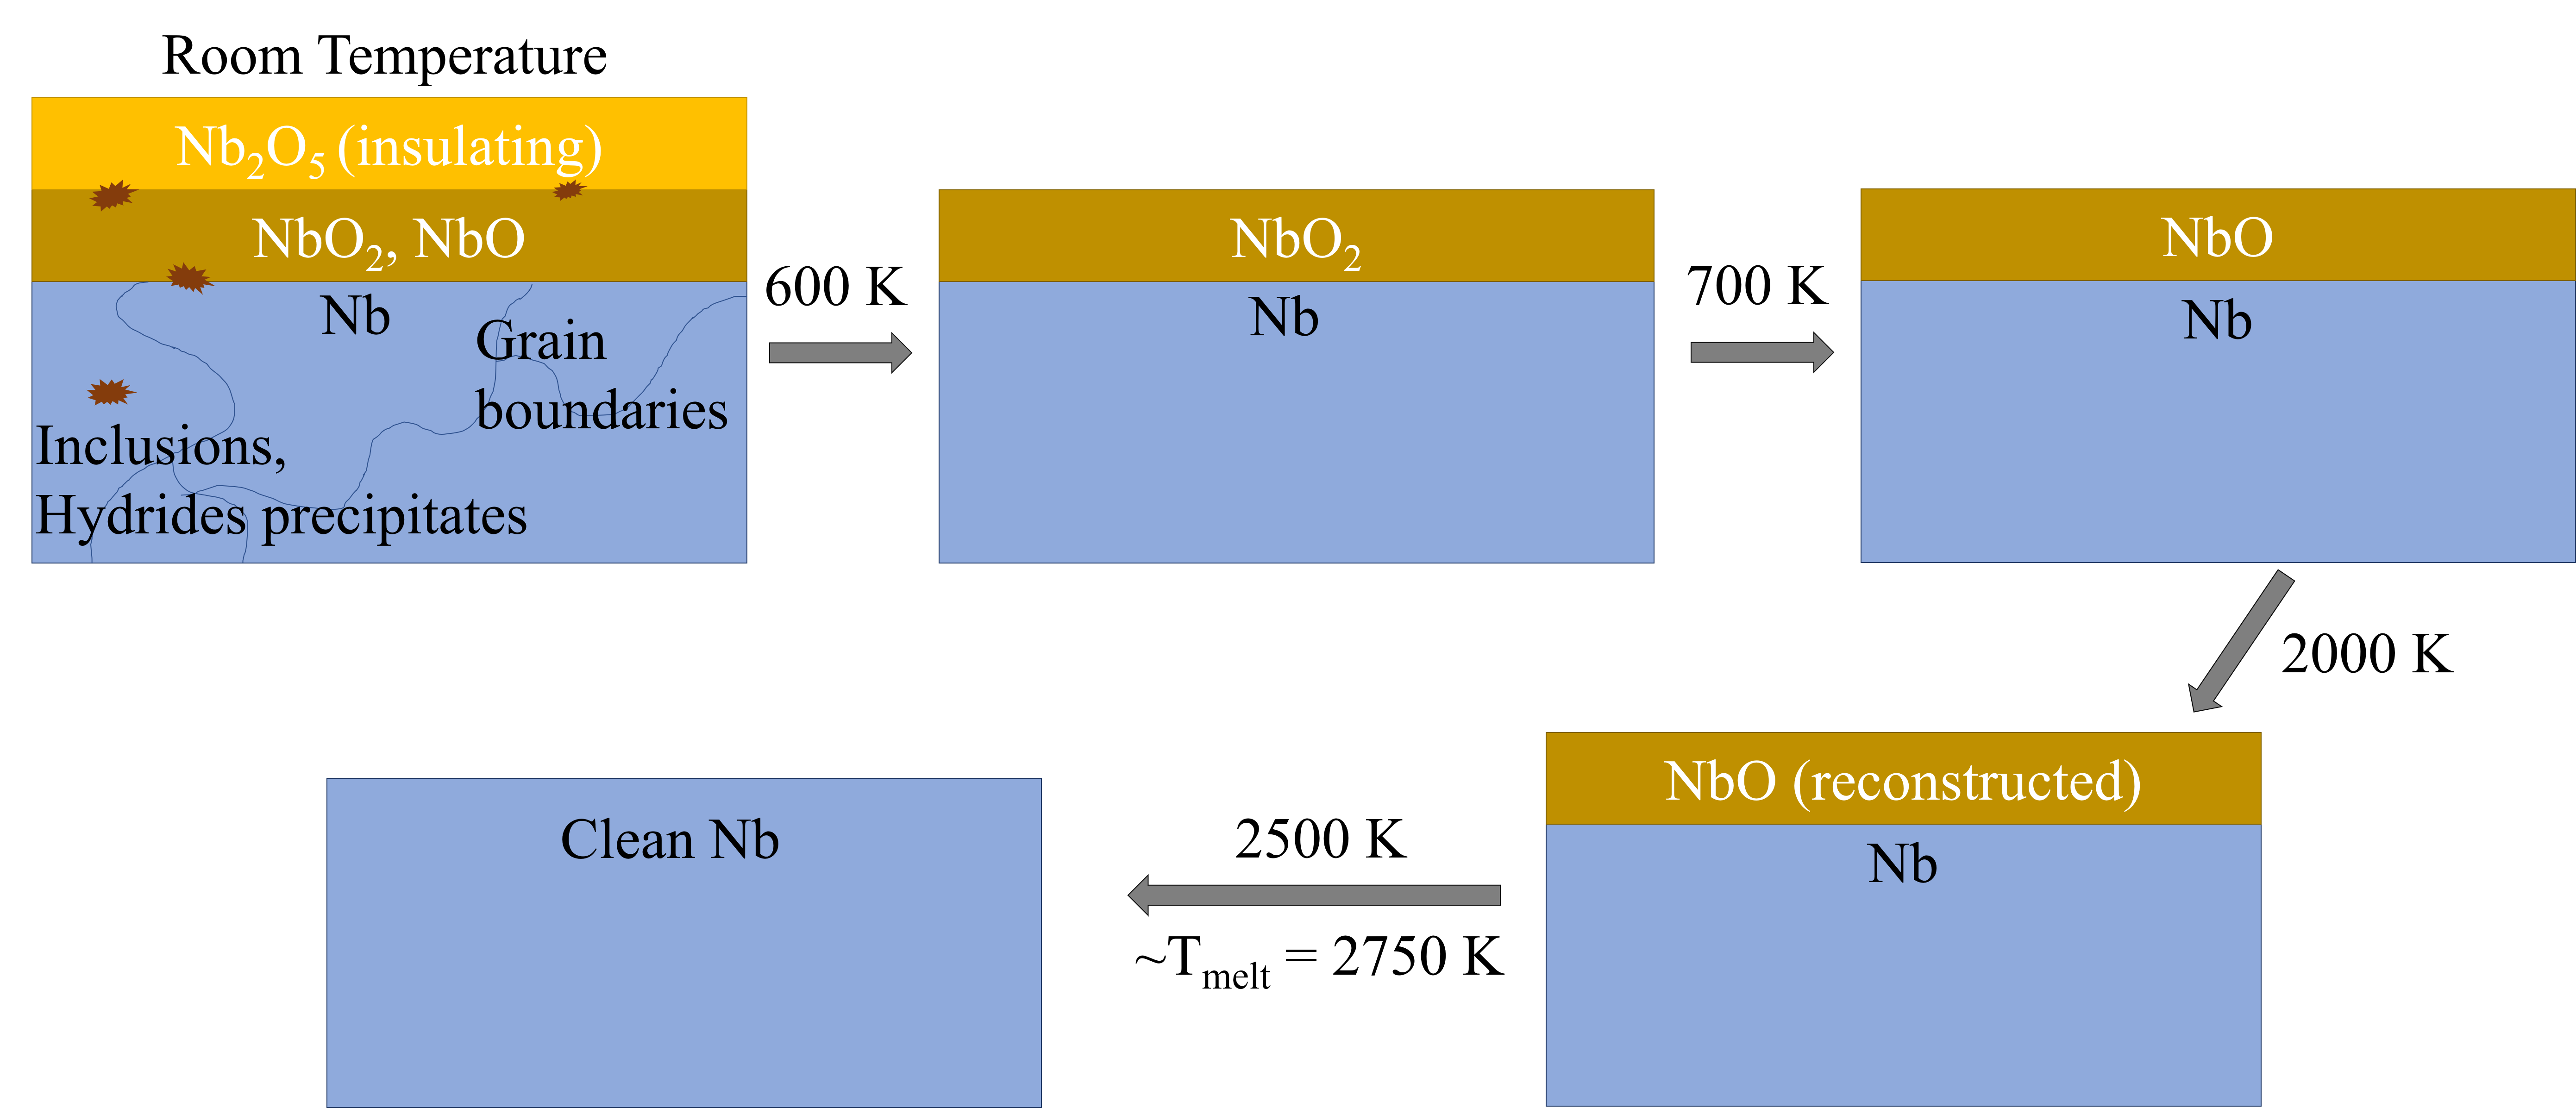 Room Temperature
Nb₂O₅ (insulating)
NbO₂, NbO
Nb
Grain
boundaries
Inclusions,
Hydrides precipitates
600 K
NbO₂
Nb
700 K
NbO
Nb
2000 K
NbO (reconstructed)
Nb
2500 K
~Tmelt = 2750 K
Clean Nb